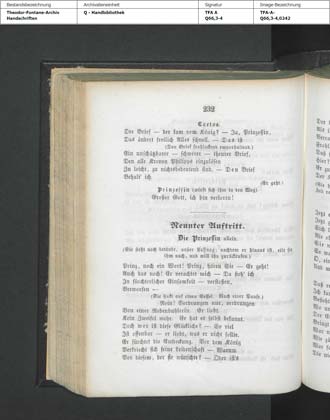 Bestandsbezeichnung
Archivalieneinheit
Signatur
Image-Bezeichnung
Theodor-Fontane-Archiv
Handschriften
Q - Handbibliothek
TFA A
Q66,3-4
TFA-A-
Q66,3-4,0242
232
Carlos.
Der Brief — der kam vom König? — Ja, Prinzessin,
Das ändert freilich Alles schnell. — Das ist
(Den Brief frohlockend emporhaltend.)
Ein unschätzbarer — schwerer — theurer Brief,
Den alle Kronen Philipps einzulösen
Zu leicht, zu nichtsbedeutend sind. — Den Brief
Behalt' ich.
(Er geht.)
Prinzessin (wirft sich ihm in den Weg)
Großer Gott, ich bin verloren!
Neunter Auftritt.
Die Prinzessin allein.
(Sie steht noch betäubt, außer Fassung; nachdem er hinaus ist, eilt sie
ihm nach, und will ihn zurückrufen.)
Prinz, noch ein Wort! Prinz, hören Sie — Er geht!
Auch das noch! Er verachtet mich — Da steh' ich
In fürchterlicher Einsamkeit — verstoßen,
Verworfen —
(Sie sinkt auf einen Sessel. Nach einer Pause.)
Nein! Verdrungen nur, verdrungen
Von einer Nebenbuhlerin. Er liebt.
Kein Zweifel mehr. Er hat es selbst bekannt.
Doch wer ist diese Glückliche? — So viel
Ist offenbar — er liebt, was er nicht sollte.
Er fürchtet die Entdeckung. Vor dem König
Verkriecht sich seine Leidenschaft — Warum
Vor diesem, der sie wünschte? — Oder ist's